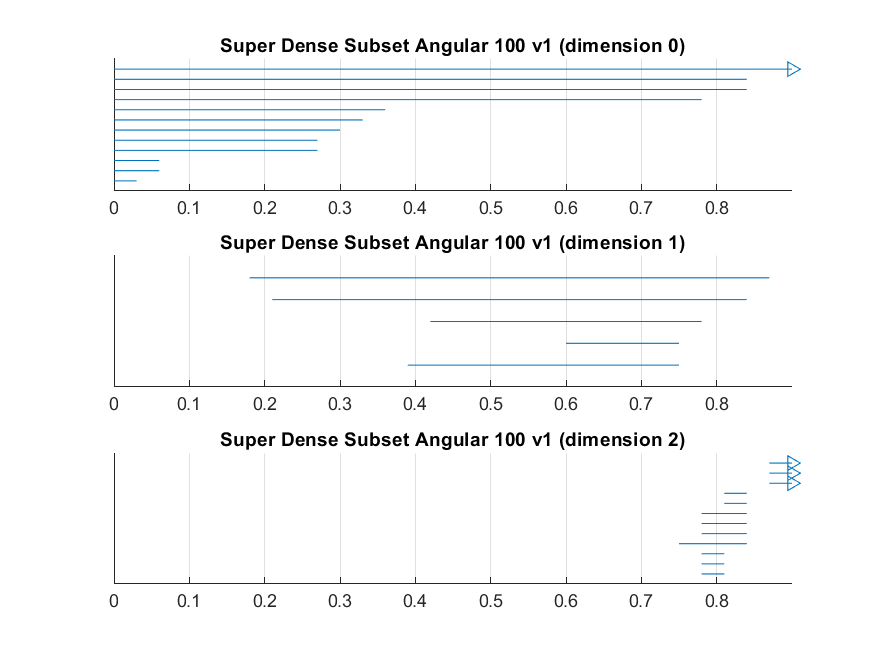 Super Dense Subset Angular 100 v1 (dimension 0)
0 0.1 0.2 0.3 0.4 0.5 0.6 0.7 0.8
Super Dense Subset Angular 100 v1 (dimension 1)
0 0.1 0.2 0.3 0.4 0.5 0.6 0.7 0.8
Super Dense Subset Angular 100 v1 (dimension 2)
0 0.1 0.2 0.3 0.4 0.5 0.6 0.7 0.8